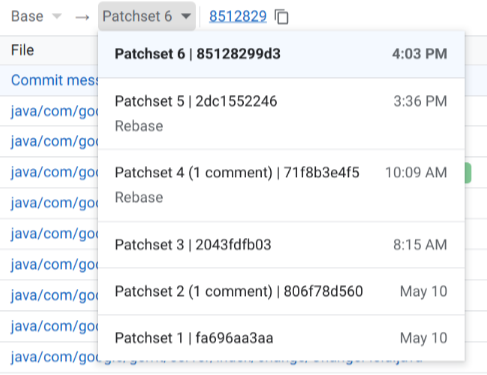 Base → Patchset 6 8512829
File
Patchset 6 | 85128299d3 4:03 PM
Commit mess
Patchset 5 | 2dc1552246 3:36 PM
java/com/goo
Rebase
java/com/goo
Patchset 4 (1 comment) | 71f8b3e4f5 10:09 AM
java/com/goo
Rebase
java/com/goo
Patchset 3 | 2043fdfb03 8:15 AM
java/com/goo
java/com/goo
Patchset 2 (1 comment) | 806f78d560 May 10
java/com/goo
java/com/goo
Patchset 1 | fa696aa3aa May 10
java/com/goo